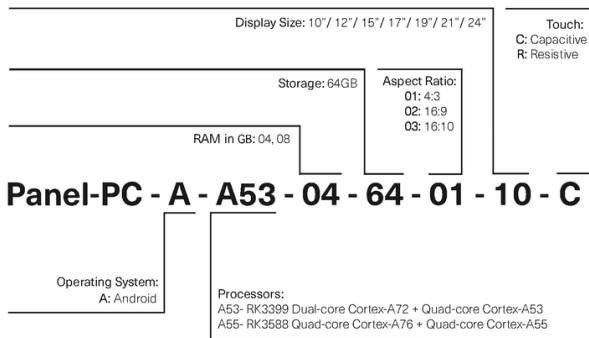 Display Size: 10"/ 12"/ 15"/ 17"/ 19"/ 21"/ 24"
Touch:
C: Capacitive
R: Resistive
Storage: 64GB
Aspect Ratio:
01: 4:3
02: 16:9
03: 16:10
RAM in GB: 04, 08
Panel-PC - A - A53 - 04 - 64 - 01 - 10 - C
Operating System:
A: Android
Processors:
A53- RK3399 Dual-core Cortex-A72 + Quad-core Cortex-A53
A55- RK3588 Quad-core Cortex-A76 + Quad-core Cortex-A55